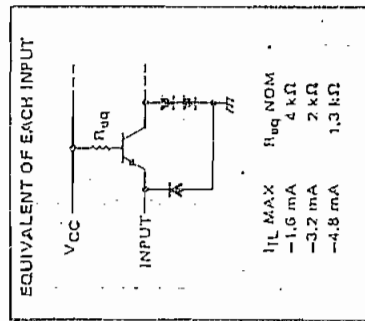 EQUIVALENT OF EACH INPUT
VCC
Req
INPUT
IIL MAX Req NOM
−1.6 mA 4 kΩ
−3.2 mA 2 kΩ
−4.8 mA 1.3 kΩ